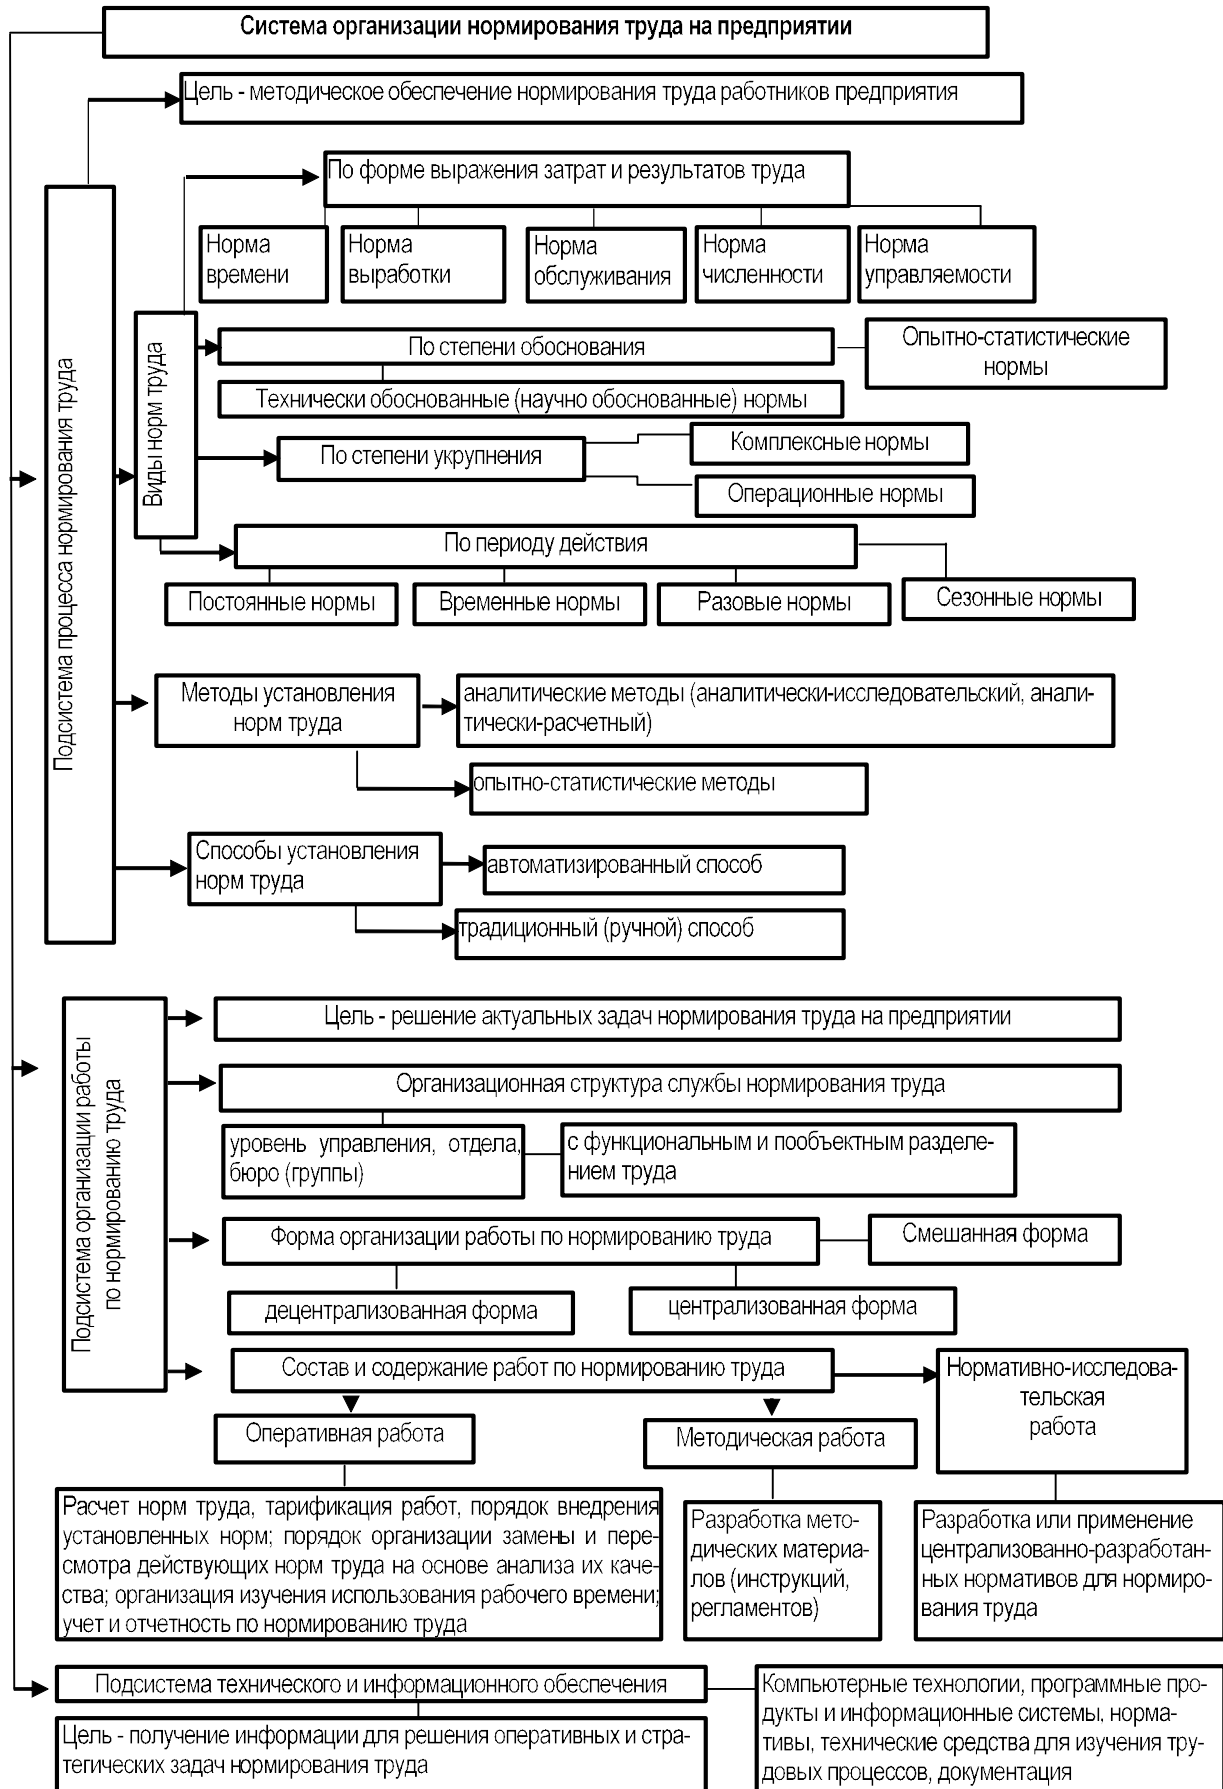 Система организации нормирования труда на предприятии
Цель - методическое обеспечение нормирования труда работников предприятия
Подсистема процесса нормирования труда
Виды норм труда
По форме выражения затрат и результатов труда
Норма
времени
Норма
выработки
Норма
обслуживания
Норма
численности
Норма
управляемости
По степени обоснования
Опытно-статистические
нормы
Технически обоснованные (научно обоснованные) нормы
По степени укрупнения
Комплексные нормы
Операционные нормы
По периоду действия
Постоянные нормы
Временные нормы
Разовые нормы
Сезонные нормы
Методы установления
норм труда
аналитические методы (аналитически-исследовательский, анали-
тически-расчетный)
опытно-статистические методы
Способы установления
норм труда
автоматизированный способ
традиционный (ручной) способ
Подсистема организации работы
по нормированию труда
Цель - решение актуальных задач нормирования труда на предприятии
Организационная структура службы нормирования труда
уровень управления, отдела,
бюро (группы)
с функциональным и пообъектным разделе-
нием труда
Форма организации работы по нормированию труда
Смешанная форма
децентрализованная форма
централизованная форма
Состав и содержание работ по нормированию труда
Нормативно-исследова-
тельская
работа
Оперативная работа
Методическая работа
Расчет норм труда, тарификация работ, порядок внедрения
установленных норм; порядок организации замены и пере-
смотра действующих норм труда на основе анализа их каче-
ства; организация изучения использования рабочего времени;
учет и отчетность по нормированию труда
Разработка мето-
дических материа-
лов (инструкций,
регламентов)
Разработка или применение
централизованно-разработан-
ных нормативов для нормиро-
вания труда
Подсистема технического и информационного обеспечения
Компьютерные технологии, программные про-
дукты и информационные системы, норма-
тивы, технические средства для изучения тру-
довых процессов, документация
Цель - получение информации для решения оперативных и стра-
тегических задач нормирования труда